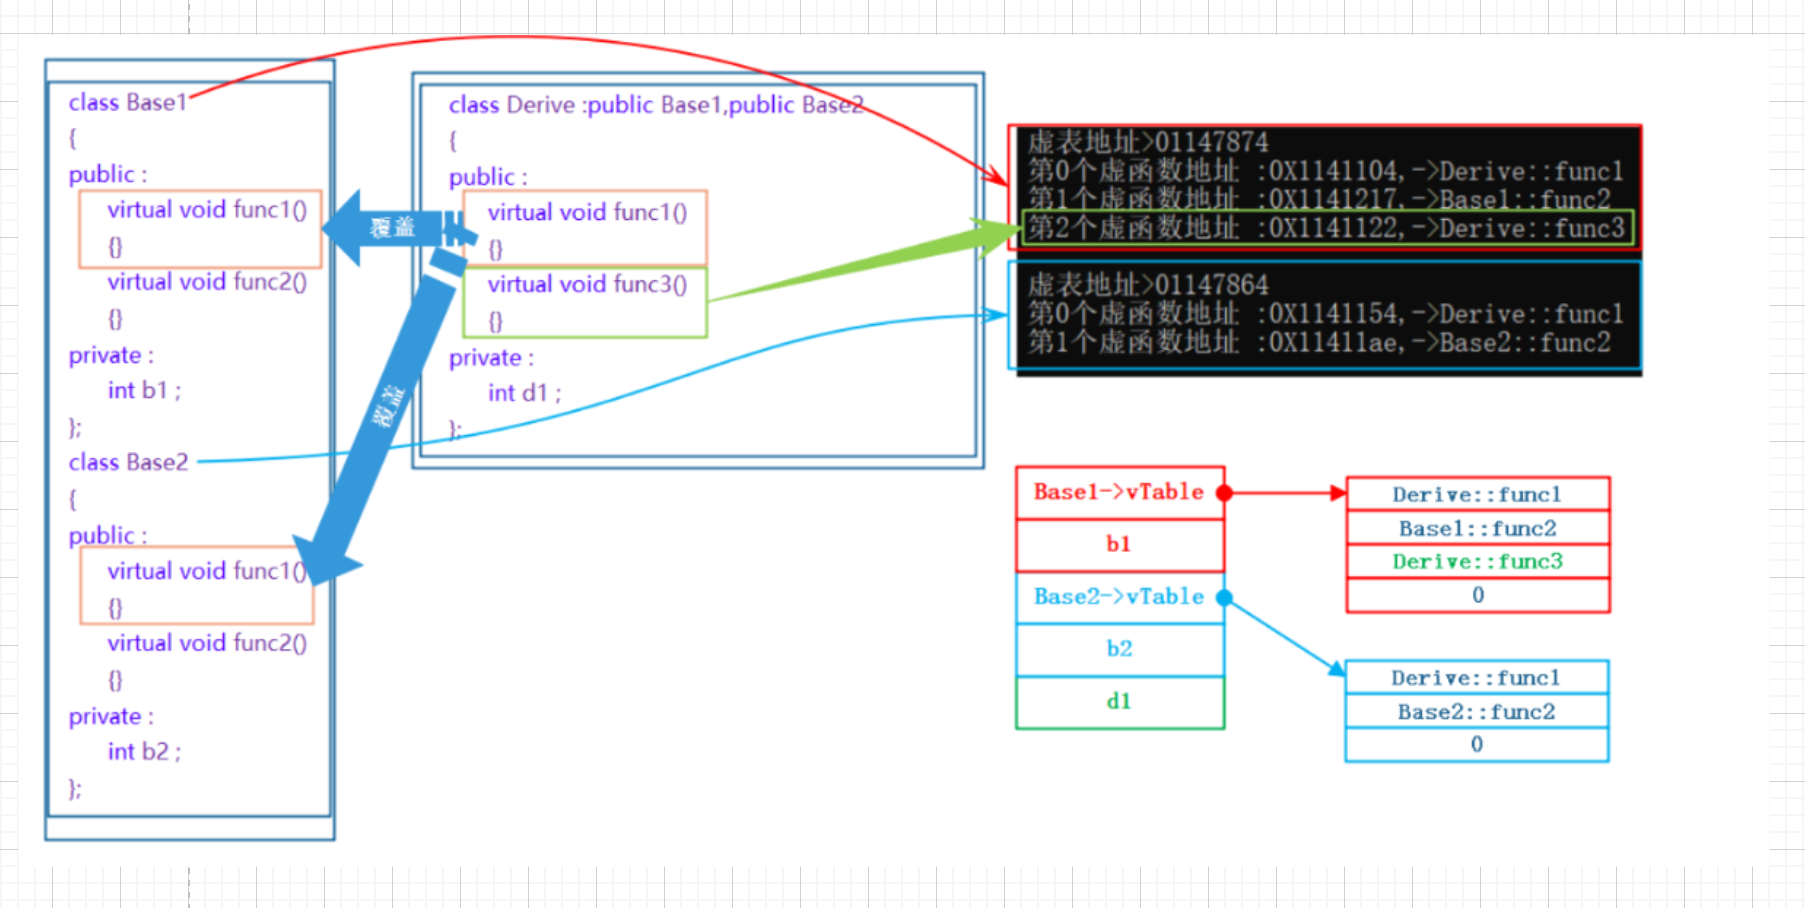 class Base1
{
public :
virtual void func1()
{}
virtual void func2()
{}
private :
int b1 ;
};
class Base2
{
public :
virtual void func1()
{}
virtual void func2()
{}
private :
int b2 ;
};
覆盖
覆盖
class Derive :public Base1,public Base2
{
public :
virtual void func1()
{}
virtual void func3()
{}
private :
int d1 ;
};
虚表地址>01147874
第0个虚函数地址 :0X1141104,->Derive::func1
第1个虚函数地址 :0X1141217,->Base1::func2
第2个虚函数地址 :0X1141122,->Derive::func3
虚表地址>01147864
第0个虚函数地址 :0X1141154,->Derive::func1
第1个虚函数地址 :0X11411ae,->Base2::func2
Base1->vTable
b1
Base2->vTable
b2
d1
Derive::func1
Base1::func2
Derive::func3
0
Derive::func1
Base2::func2
0